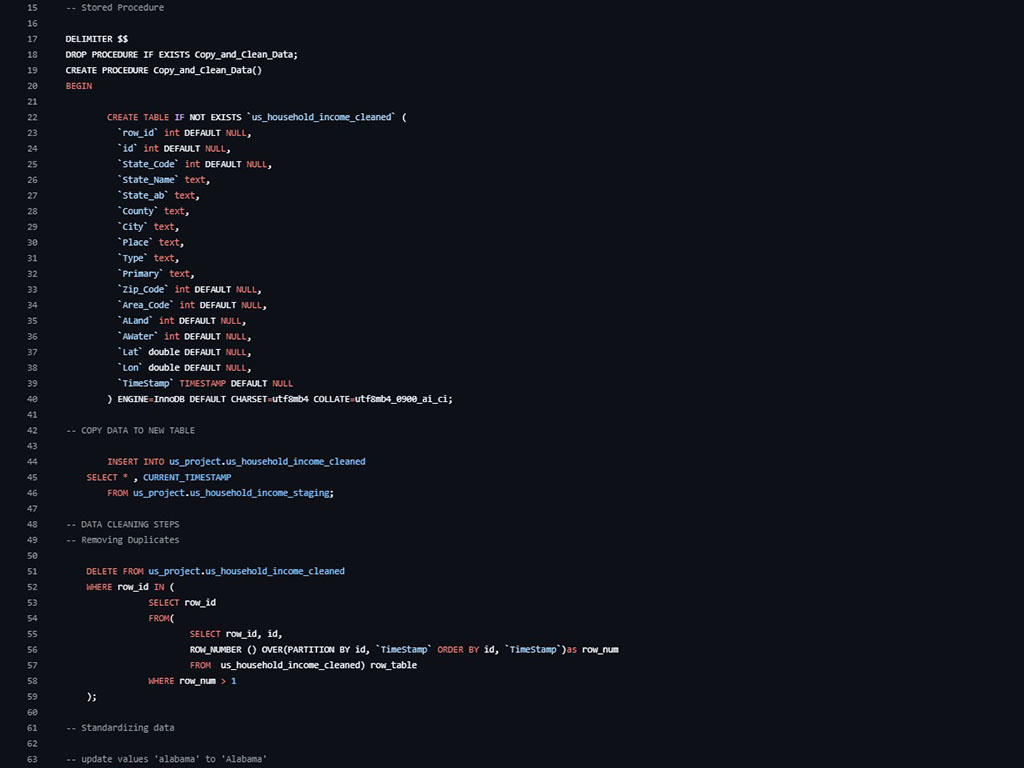 15 -- Stored Procedure
16
17 DELIMITER $$
18 DROP PROCEDURE IF EXISTS Copy_and_Clean_Data;
19 CREATE PROCEDURE Copy_and_Clean_Data()
20 BEGIN
21
22 CREATE TABLE IF NOT EXISTS `us_household_income_cleaned` (
23 `row_id` int DEFAULT NULL,
24 `id` int DEFAULT NULL,
25 `State_Code` int DEFAULT NULL,
26 `State_Name` text,
27 `State_ab` text,
28 `County` text,
29 `City` text,
30 `Place` text,
31 `Type` text,
32 `Primary` text,
33 `Zip_Code` int DEFAULT NULL,
34 `Area_Code` int DEFAULT NULL,
35 `ALand` int DEFAULT NULL,
36 `AWater` int DEFAULT NULL,
37 `Lat` double DEFAULT NULL,
38 `Lon` double DEFAULT NULL,
39 `TimeStamp` TIMESTAMP DEFAULT NULL
40 ) ENGINE=InnoDB DEFAULT CHARSET=utf8mb4 COLLATE=utf8mb4_0900_ai_ci;
41
42 -- COPY DATA TO NEW TABLE
43
44 INSERT INTO us_project.us_household_income_cleaned
45 SELECT * , CURRENT_TIMESTAMP
46 FROM us_project.us_household_income_staging;
47
48 -- DATA CLEANING STEPS
49 -- Removing Duplicates
50
51 DELETE FROM us_project.us_household_income_cleaned
52 WHERE row_id IN (
53 SELECT row_id
54 FROM(
55 SELECT row_id, id,
56 ROW_NUMBER () OVER(PARTITION BY id, `TimeStamp` ORDER BY id, `TimeStamp`)as row_num
57 FROM  us_household_income_cleaned) row_table
58 WHERE row_num > 1
59 );
60
61 -- Standardizing data
62
63 -- update values 'alabama' to 'Alabama'